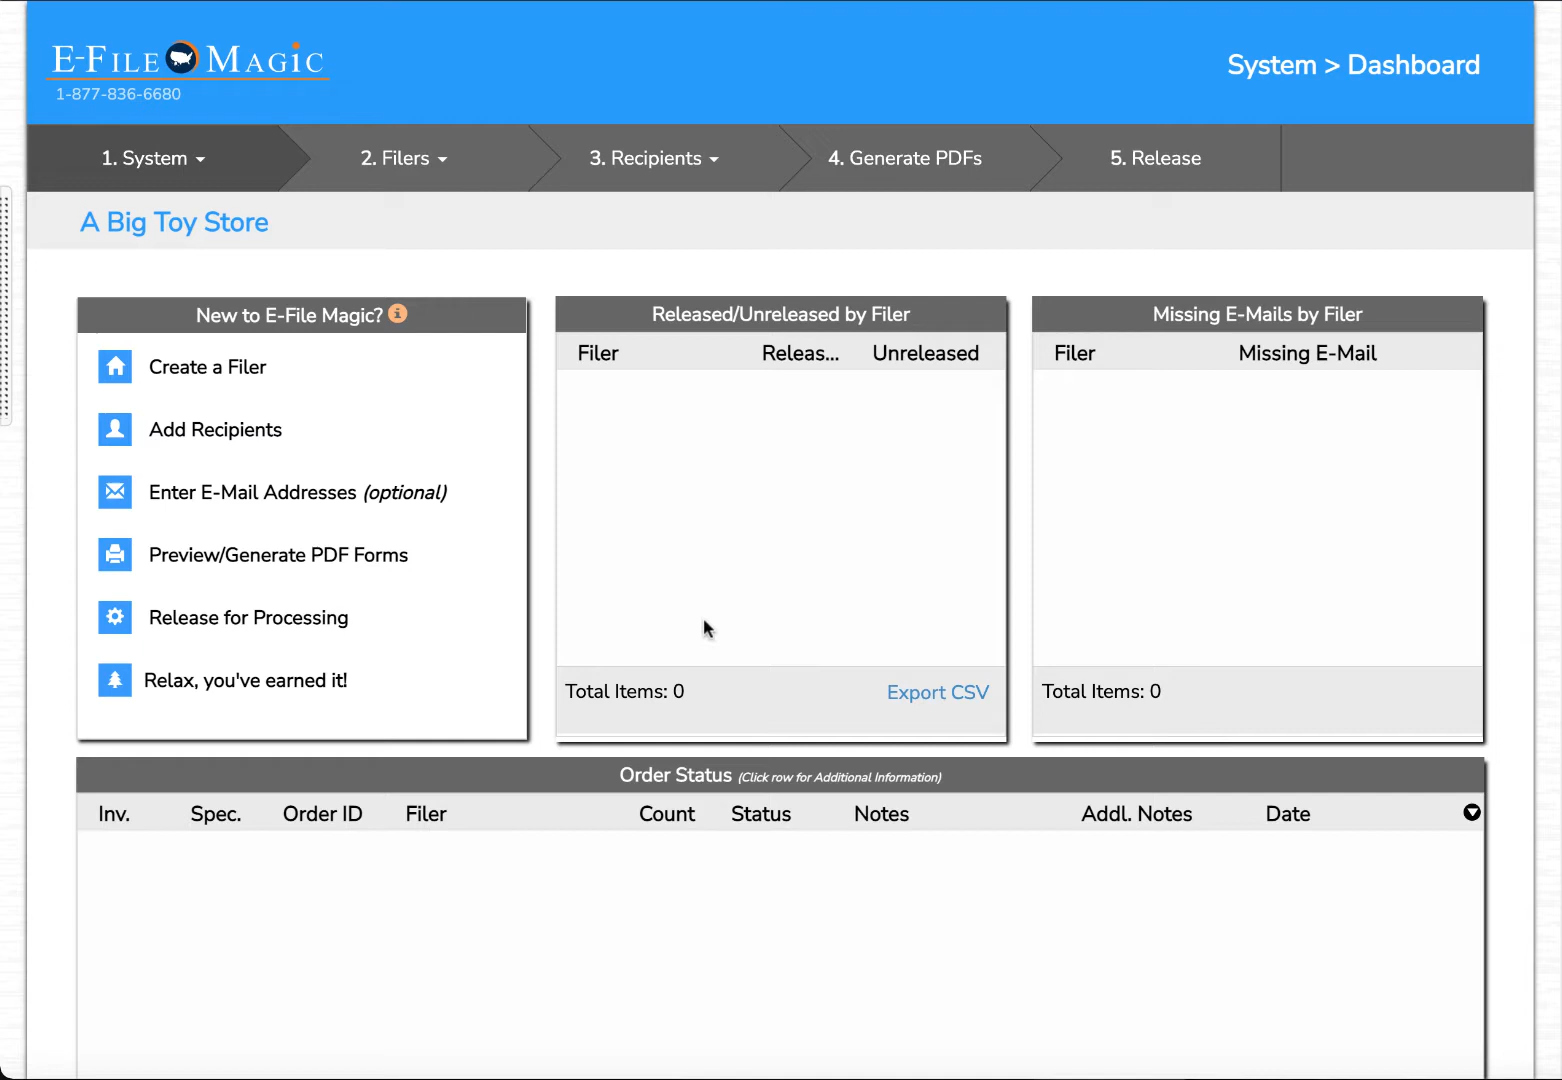 E-File Magic
1-877-836-6680
System > Dashboard
1. System
2. Filers
3. Recipients
4. Generate PDFs
5. Release
A Big Toy Store
New to E-File Magic?
Create a Filer
Add Recipients
Enter E-Mail Addresses (optional)
Preview/Generate PDF Forms
Release for Processing
Relax, you've earned it!
Released/Unreleased by Filer
Filer Releas... Unreleased
Total Items: 0 Export CSV
Missing E-Mails by Filer
Filer Missing E-Mail
Total Items: 0
Order Status (Click row for Additional Information)
Inv. Spec. Order ID Filer Count Status Notes Addl. Notes Date